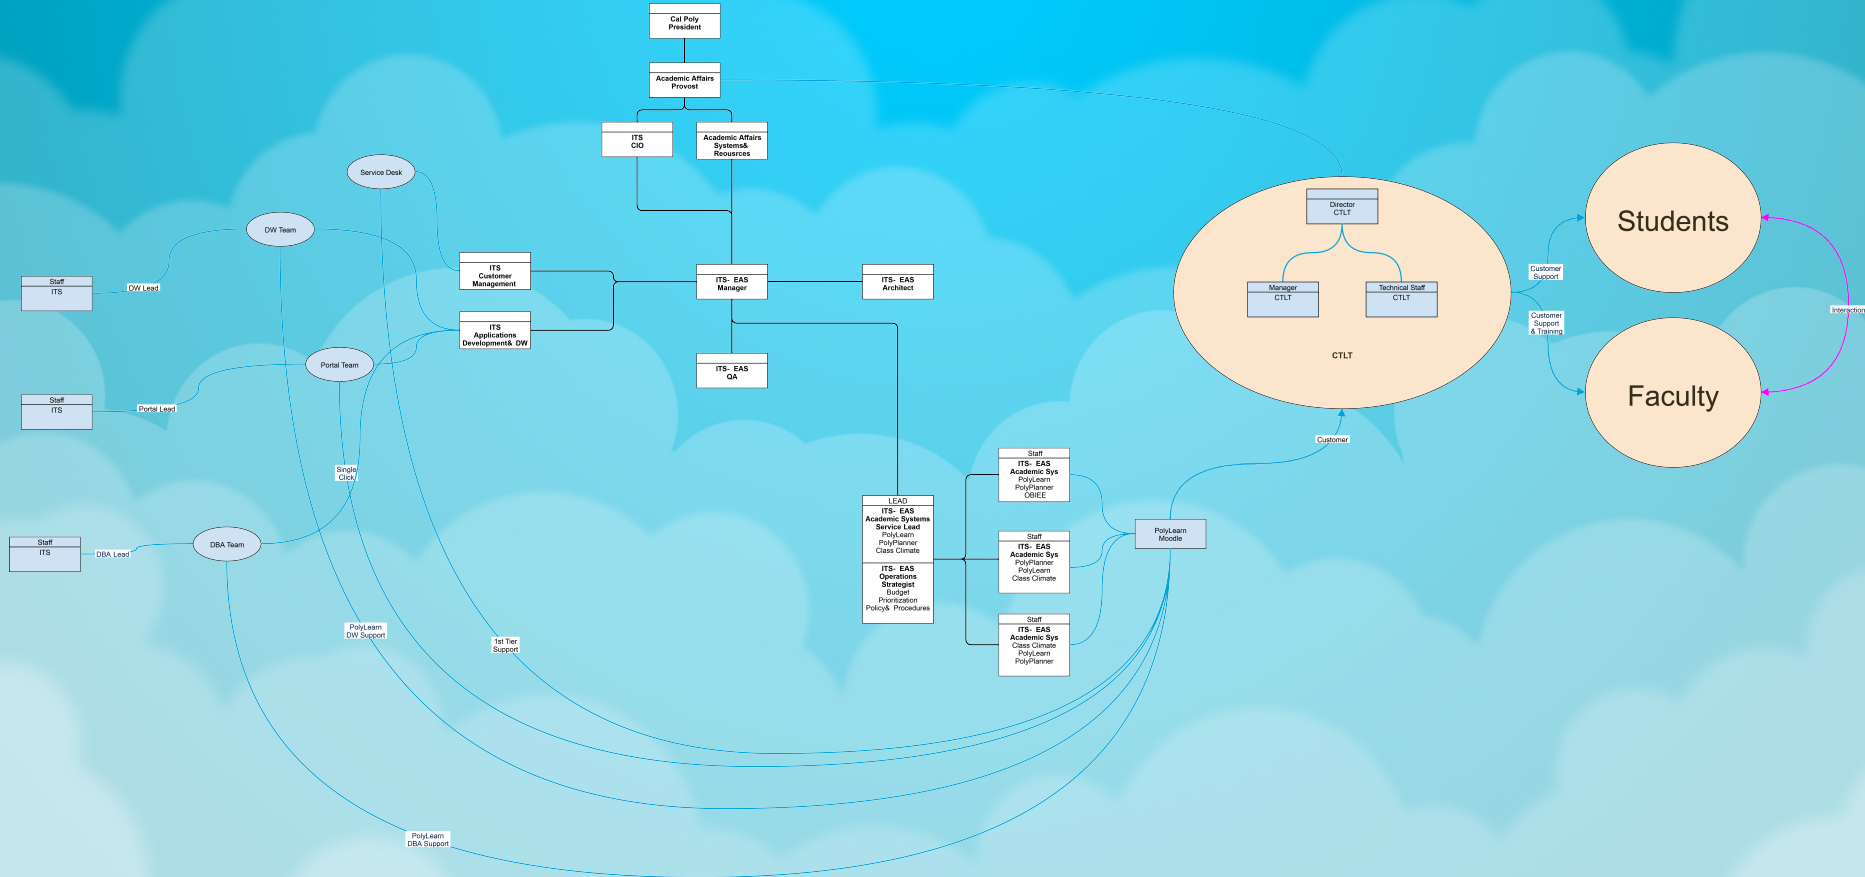 Cal Poly
President
Academic Affairs
Provost
ITS
CIO
Academic Affairs
Systems&
Reousrces
Service Desk
DW Team
Staff
ITS
DW Lead
ITS
Customer
Management
ITS
Applications
Development& DW
ITS- EAS
Manager
ITS- EAS
Architect
ITS- EAS
QA
Portal Team
Staff
ITS
Portal Lead
Single
Click
DBA Team
Staff
ITS
DBA Lead
PolyLearn
DW Support
1st Tier
Support
PolyLearn
DBA Support
LEAD
ITS- EAS
Academic Systems
Service Lead
PolyLearn
PolyPlanner
Class Climate
ITS- EAS
Operations
Strategist
Budget
Prioritization
Policy& Procedures
Staff
ITS- EAS
Academic Sys
PolyLearn
PolyPlanner
OBIEE
Staff
ITS- EAS
Academic Sys
PolyPlanner
PolyLearn
Class Climate
Staff
ITS- EAS
Academic Sys
Class Climate
PolyLearn
PolyPlanner
PolyLearn
Moodle
Customer
Director
CTLT
Manager
CTLT
Technical Staff
CTLT
CTLT
Customer
Support
Customer
Support
& Training
Students
Faculty
Interaction